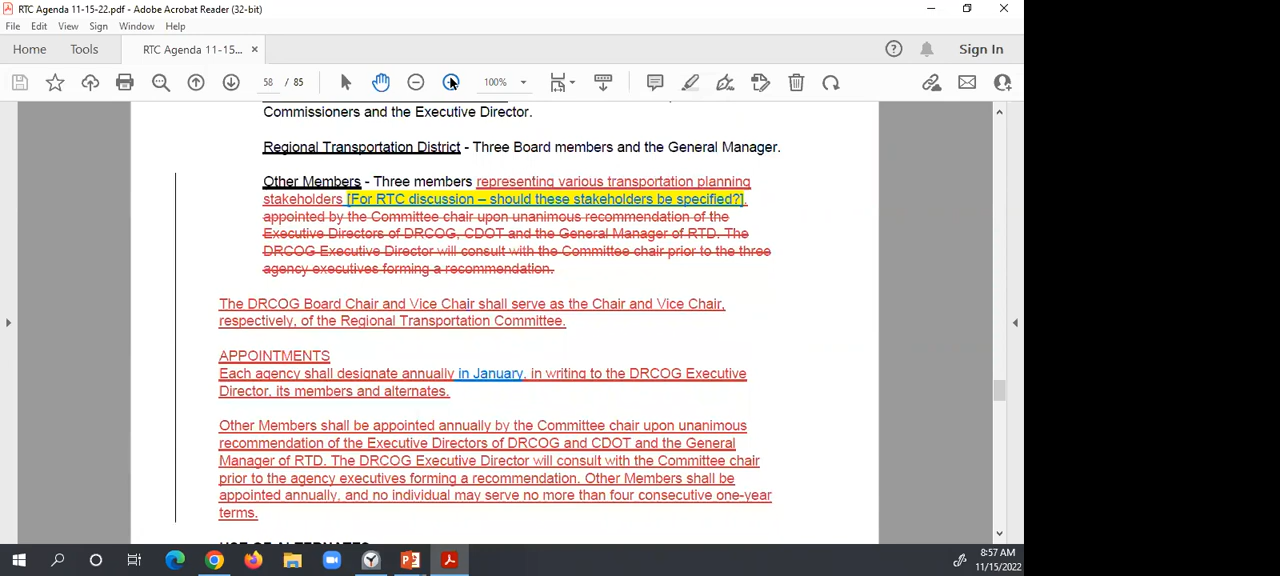 RTC Agenda 11-15-22.pdf - Adobe Acrobat Reader (32-bit)
File Edit View Sign Window Help
Home Tools RTC Agenda 11-15... × Sign In
58 / 85 100%
Commissioners and the Executive Director.
Regional Transportation District - Three Board members and the General Manager.
Other Members - Three members representing various transportation planning
stakeholders [For RTC discussion – should these stakeholders be specified?].
appointed by the Committee chair upon unanimous recommendation of the
Executive Directors of DRCOG, CDOT and the General Manager of RTD. The
DRCOG Executive Director will consult with the Committee chair prior to the three
agency executives forming a recommendation.
The DRCOG Board Chair and Vice Chair shall serve as the Chair and Vice Chair,
respectively, of the Regional Transportation Committee.
APPOINTMENTS
Each agency shall designate annually in January, in writing to the DRCOG Executive
Director, its members and alternates.
Other Members shall be appointed annually by the Committee chair upon unanimous
recommendation of the Executive Directors of DRCOG and CDOT and the General
Manager of RTD. The DRCOG Executive Director will consult with the Committee chair
prior to the agency executives forming a recommendation. Other Members shall be
appointed annually, and no individual may serve no more than four consecutive one-year
terms.
USE OF ALTERNATES
8:57 AM
11/15/2022